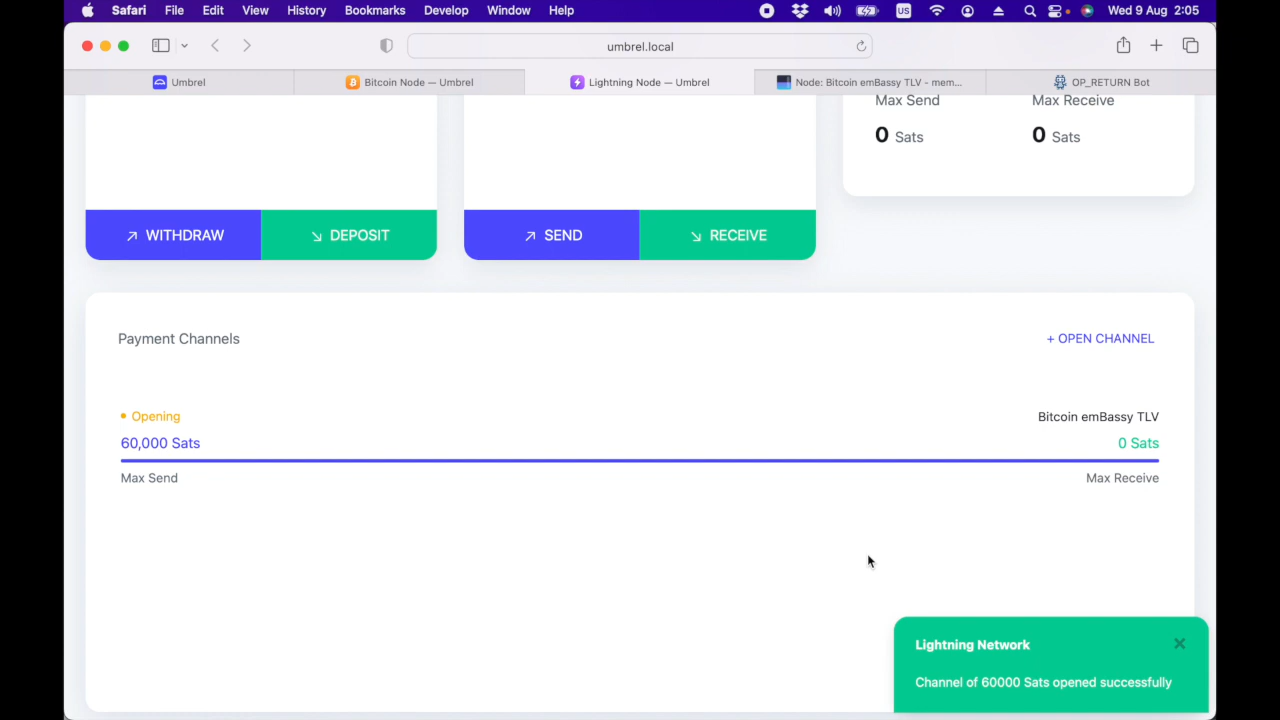 Safari File Edit View History Bookmarks Develop Window Help US Wed 9 Aug 2:05
umbrel.local
Umbrel Bitcoin Node — Umbrel Lightning Node — Umbrel Node: Bitcoin emBassy TLV - mem... OP_RETURN Bot
Max Send Max Receive
0 Sats 0 Sats
WITHDRAW DEPOSIT SEND RECEIVE
Payment Channels + OPEN CHANNEL
Opening Bitcoin emBassy TLV
60,000 Sats 0 Sats
Max Send Max Receive
Lightning Network
Channel of 60000 Sats opened successfully